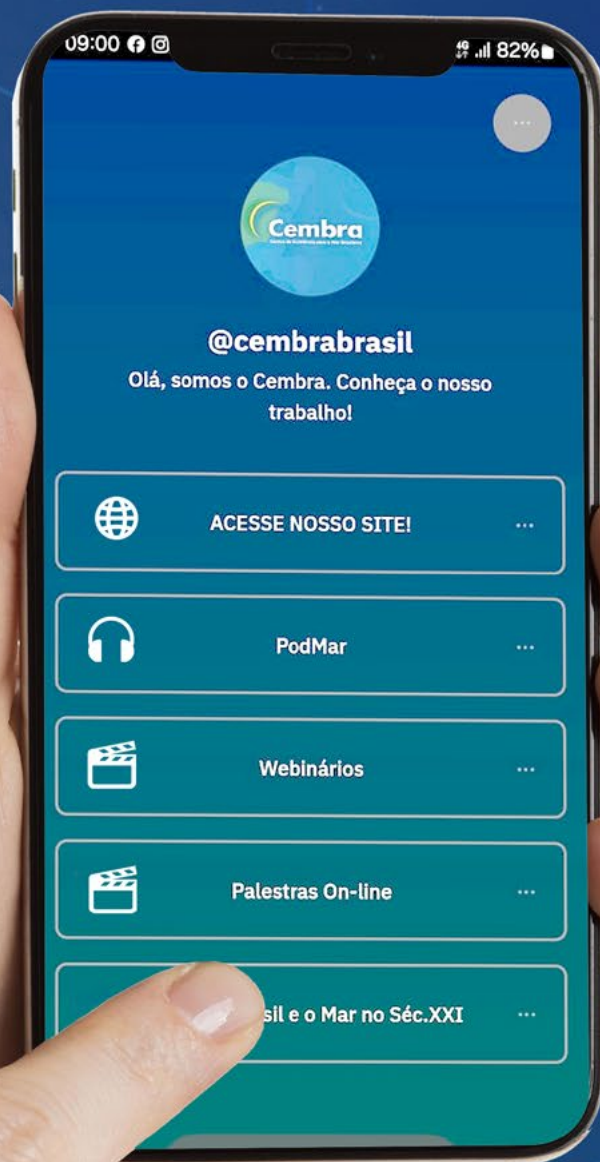 09:00
4G
82%
Cembra
@cembrabrasil
Olá, somos o Cembra. Conheça o nosso
trabalho!
ACESSE NOSSO SITE!
PodMar
Webinários
Palestras On-line
e o Mar no Séc.XXI